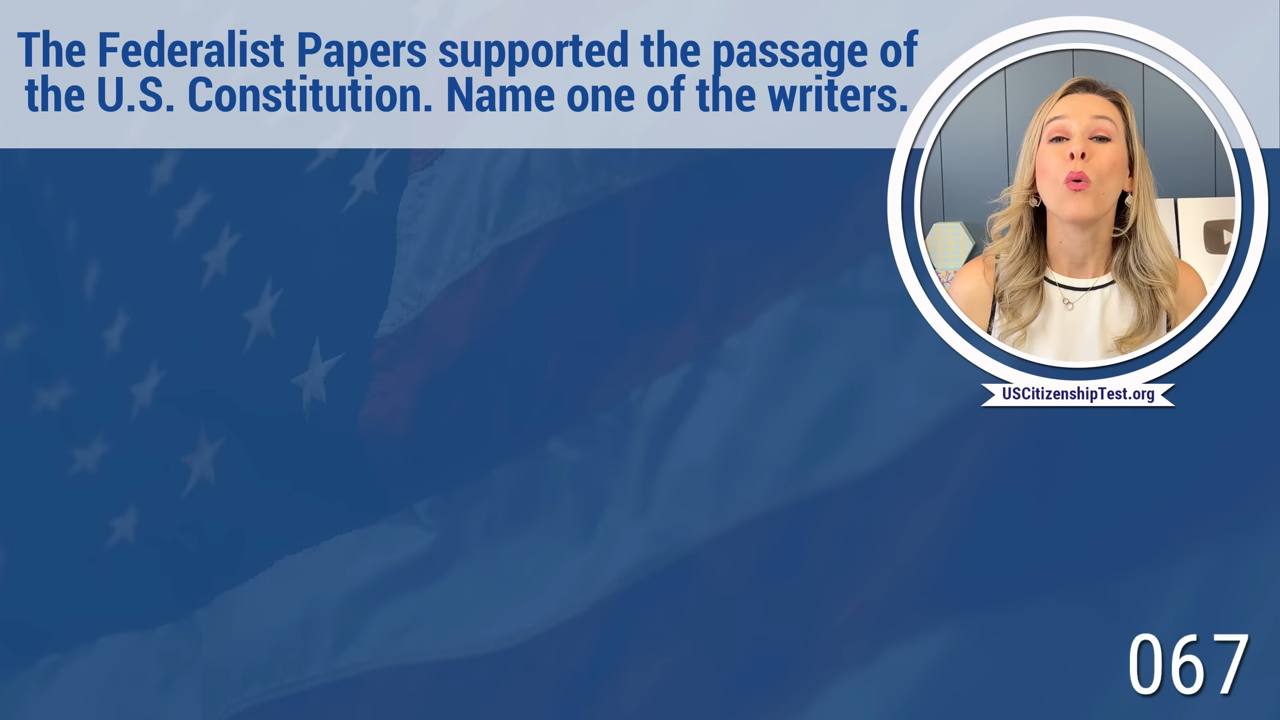 The Federalist Papers supported the passage of
the U.S. Constitution. Name one of the writers.
USCitizenshipTest.org
067